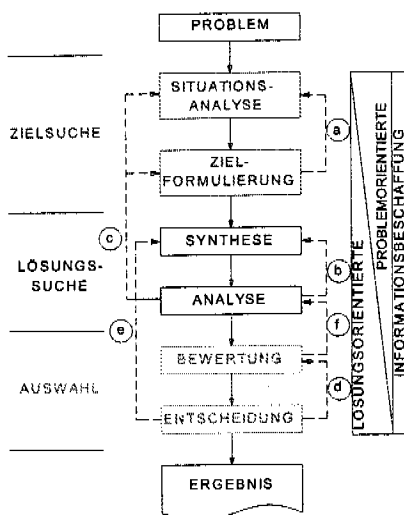 PROBLEM
SITUATIONS-
ANALYSE
ZIELSUCHE
a
ZIEL-
FORMULIERUNG
c
SYNTHESE
LÖSUNGS-
SUCHE
b
ANALYSE
e
f
BEWERTUNG
AUSWAHL
d
ENTSCHEIDUNG
ERGEBNIS
LÖSUNGSORIENTIERTE
PROBLEMORIENTIERTE
INFORMATIONSBESCHAFFUNG